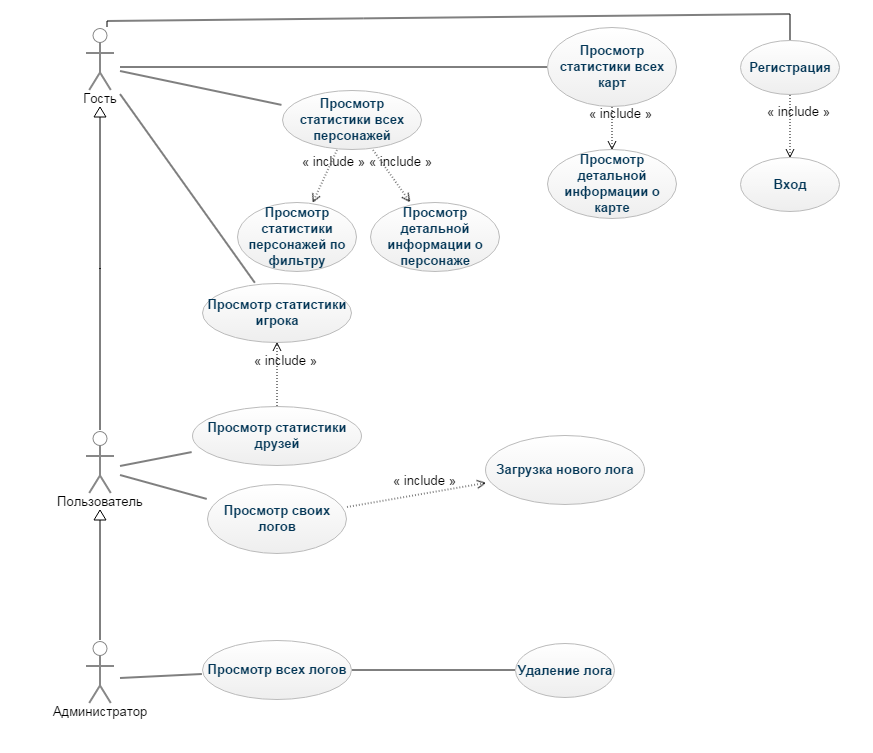 Гость
Просмотр
статистики всех
карт
Регистрация
Просмотр
статистики всех
персонажей
« include »
« include »
« include »
« include »
Просмотр
детальной
информации о
карте
Вход
Просмотр
статистики
персонажей по
фильтру
Просмотр
детальной
информации о
персонаже
Просмотр статистики
игрока
« include »
Просмотр статистики
друзей
Пользователь
Загрузка нового лога
« include »
Просмотр своих
логов
Администратор
Просмотр всех логов
Удаление лога